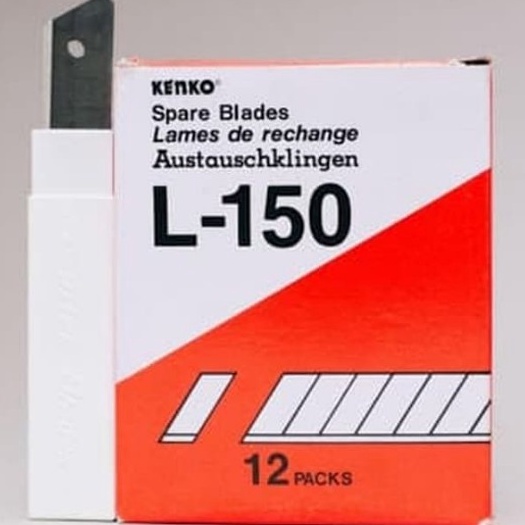 KENKO®
Spare Blades
Lames de rechange
Austauschklingen
L-150
12 PACKS